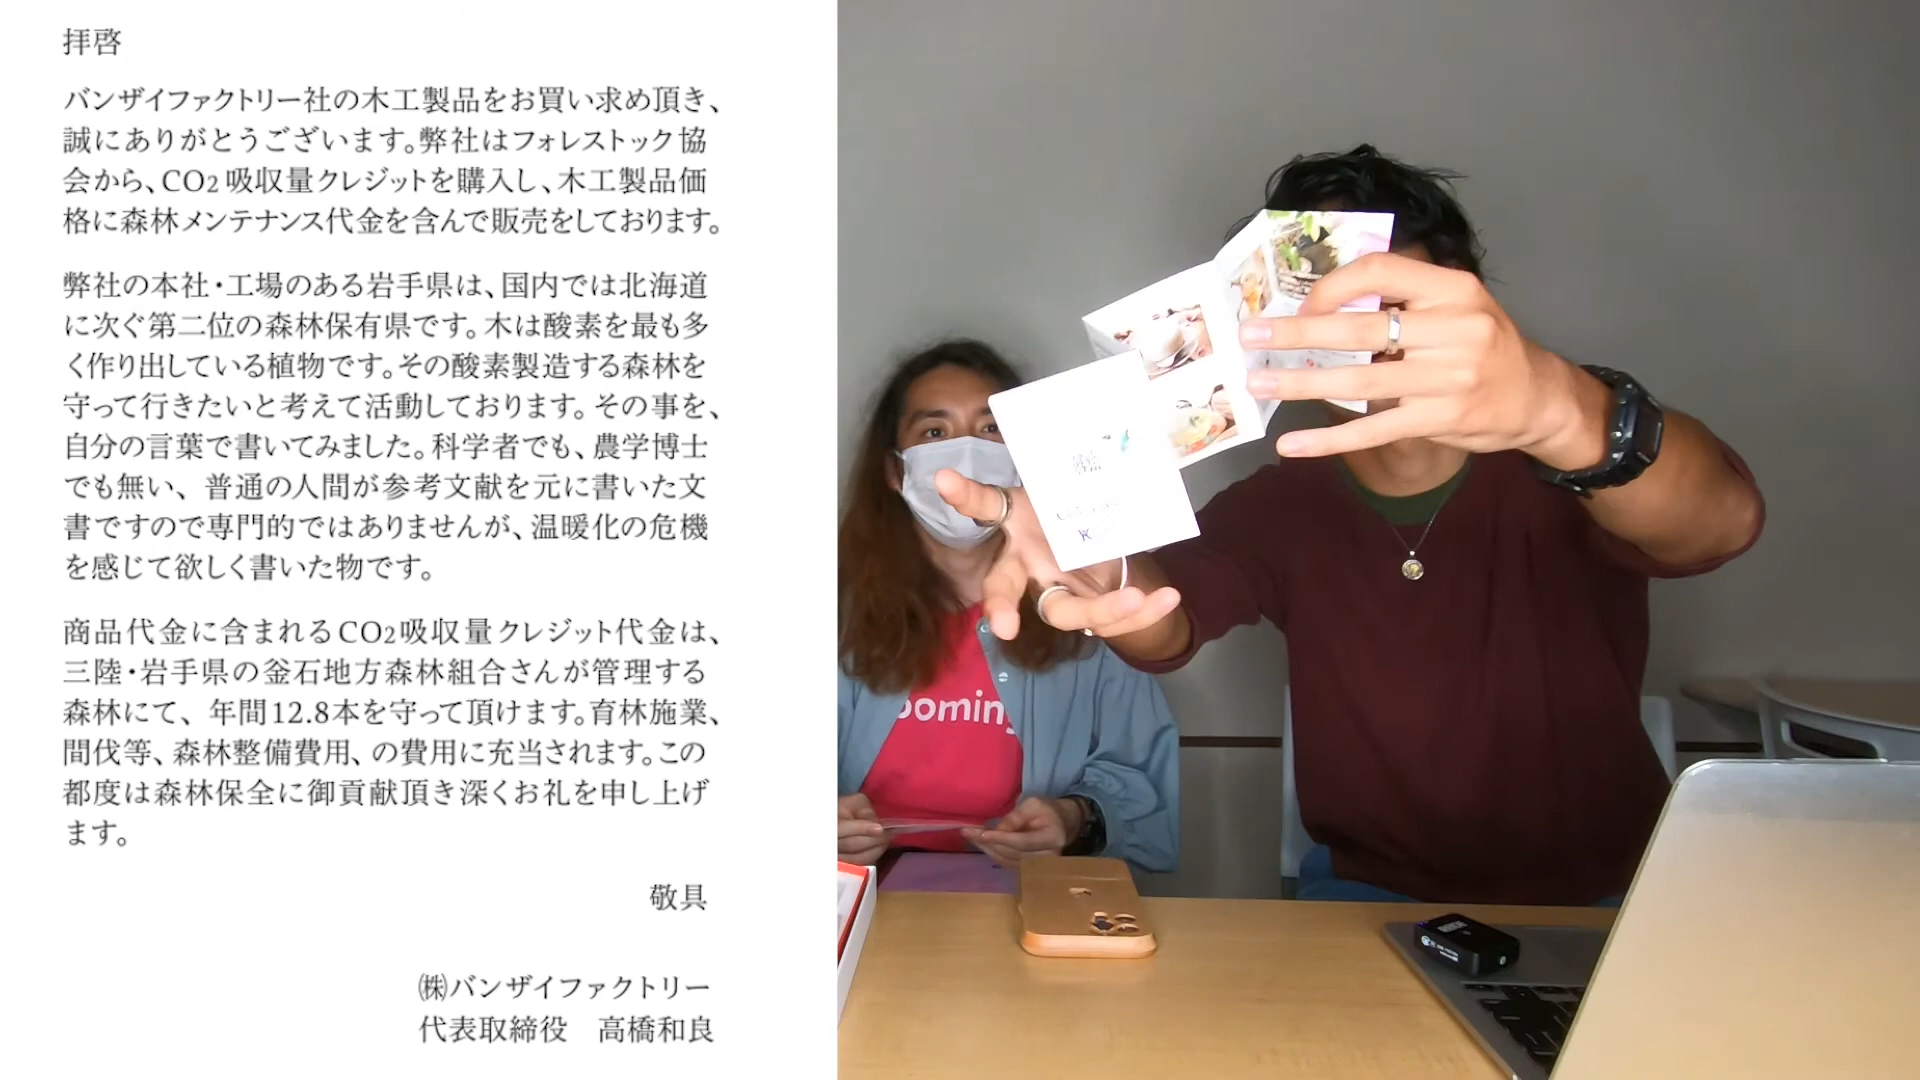 拝啓
バンザイファクトリー社の木工製品をお買い求め頂き、
誠にありがとうございます。弊社はフォレストック協
会から、CO2吸収量クレジットを購入し、木工製品価
格に森林メンテナンス代金を含んで販売をしております。
弊社の本社・工場のある岩手県は、国内では北海道
に次ぐ第二位の森林保有県です。木は酸素を最も多
く作り出している植物です。その酸素製造する森林を
守って行きたいと考えて活動しております。その事を、
自分の言葉で書いてみました。科学者でも、農学博士
でも無い、普通の人間が参考文献を元に書いた文
書ですので専門的ではありませんが、温暖化の危機
を感じて欲しく書いた物です。
商品代金に含まれるCO2吸収量クレジット代金は、
三陸・岩手県の釜石地方森林組合さんが管理する
森林にて、年間12.8本を守って頂けます。育林施業、
間伐等、森林整備費用、の費用に充当されます。この
都度は森林保全に御貢献頂き深くお礼を申し上げ
ます。
敬具
㈱バンザイファクトリー
代表取締役　高橋和良